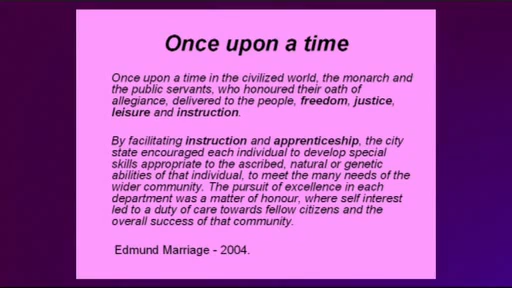 Once upon a time
Once upon a time in the civilized world, the monarch and
the public servants, who honoured their oath of
allegiance, delivered to the people, freedom, justice,
leisure and instruction.
By facilitating instruction and apprenticeship, the city
state encouraged each individual to develop special
skills appropriate to the ascribed, natural or genetic
abilities of that individual, to meet the many needs of the
wider community. The pursuit of excellence in each
department was a matter of honour, where self interest
led to a duty of care towards fellow citizens and the
overall success of that community.
Edmund Marriage - 2004.